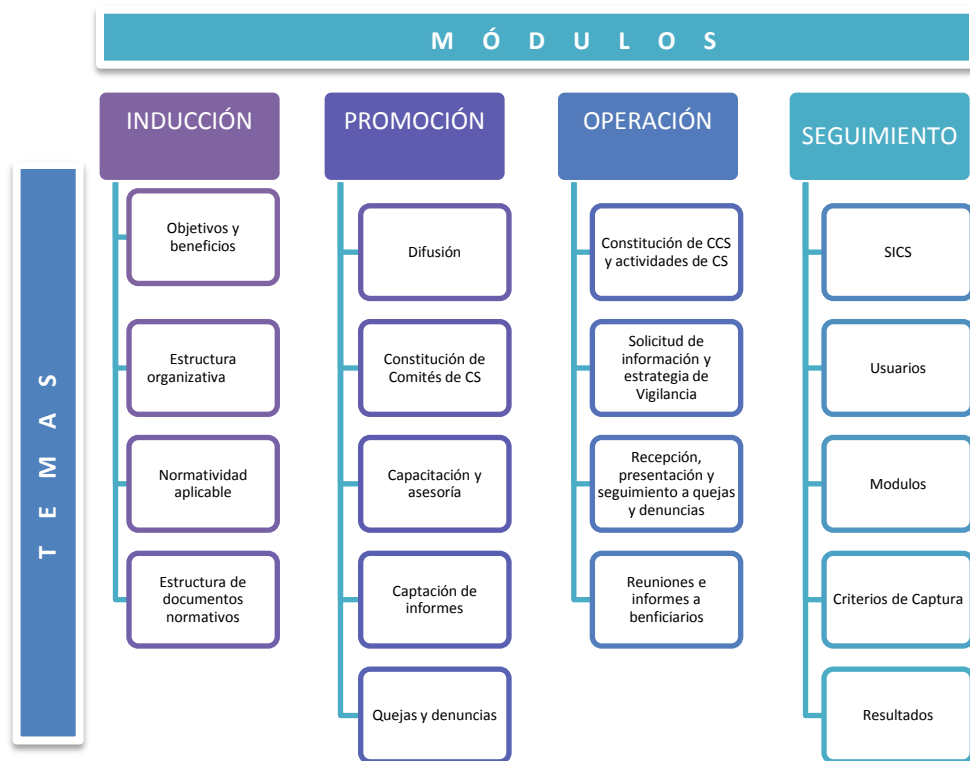 M Ó D U L O S
T E M A S
INDUCCIÓN
Objetivos y
beneficios
Estructura
organizativa
Normatividad
aplicable
Estructura de
documentos
normativos
PROMOCIÓN
Difusión
Constitución de
Comités de CS
Capacitación y
asesoría
Captación de
informes
Quejas y denuncias
OPERACIÓN
Constitución de CCS
y actividades de CS
Solicitud de
información y
estrategia de
Vigilancia
Recepción,
presentación y
seguimiento a quejas
y denuncias
Reuniones e
informes a
benficiarios
SEGUIMIENTO
SICS
Usuarios
Modulos
Criterios de Captura
Resultados